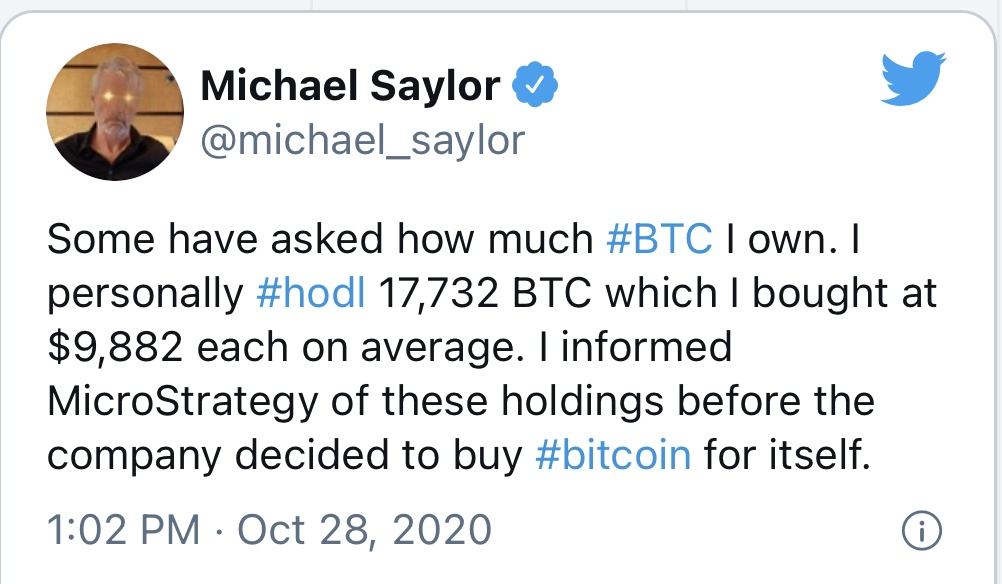 Michael Saylor
@michael_saylor
Some have asked how much #BTC I own. I
personally #hodl 17,732 BTC which I bought at
$9,882 each on average. I informed
MicroStrategy of these holdings before the
company decided to buy #bitcoin for itself.
1:02 PM · Oct 28, 2020